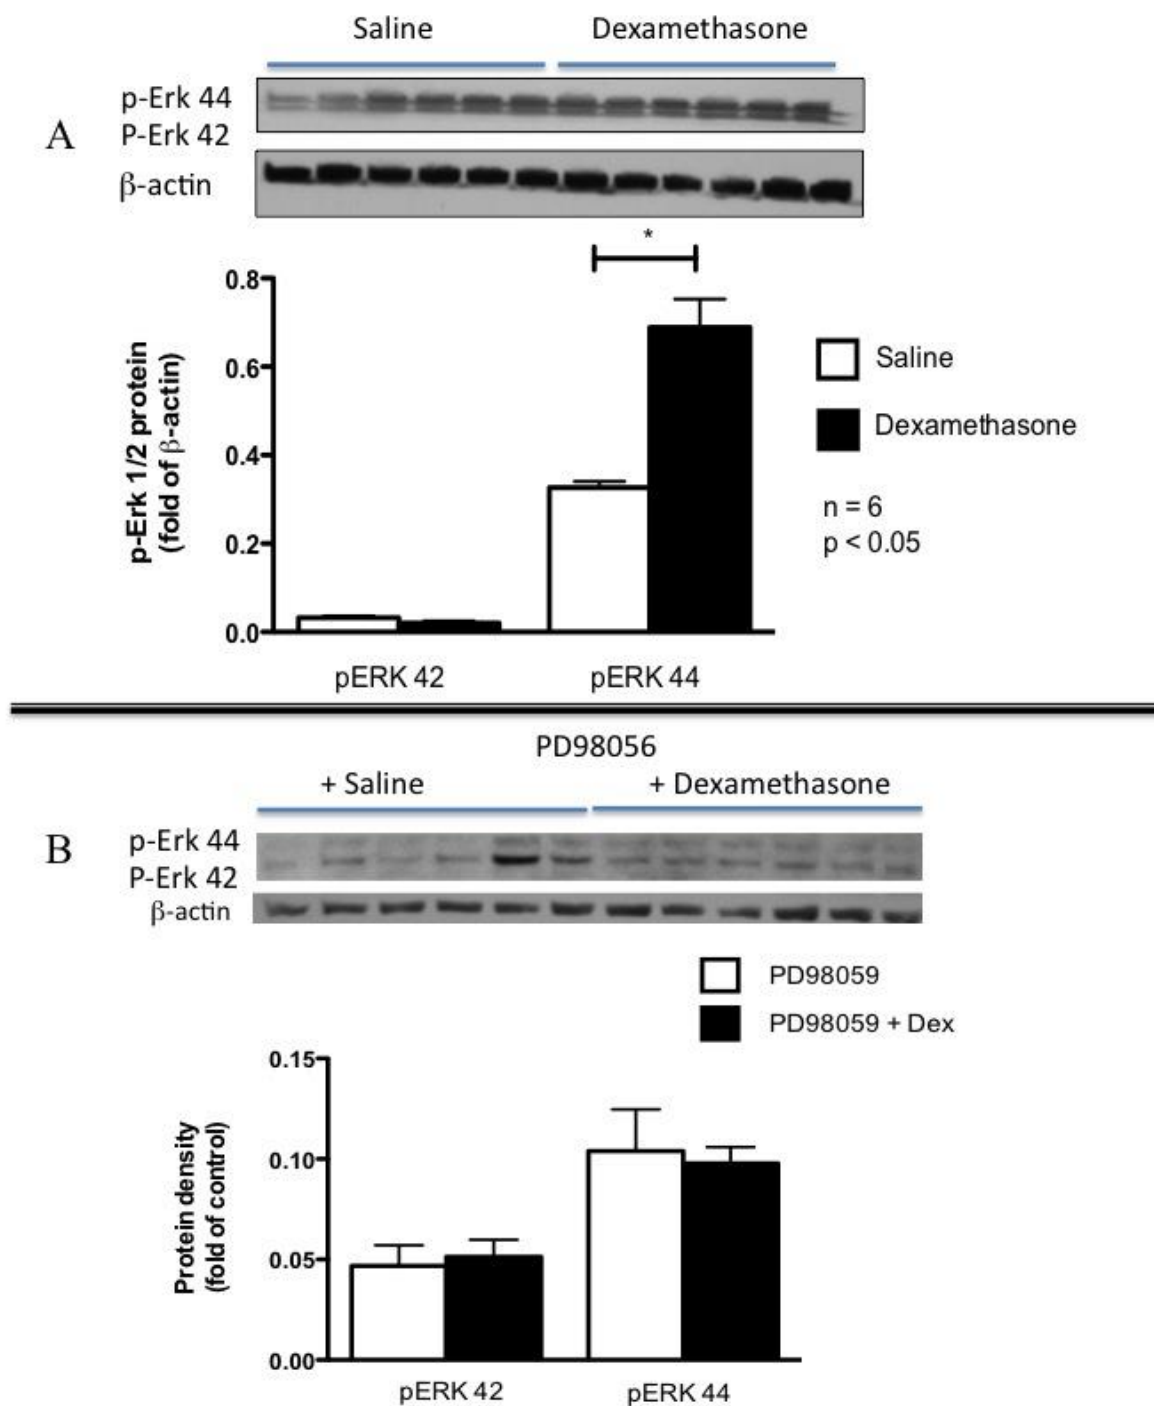 Saline Dexamethasone
A
p-Erk 44
P-Erk 42
β-actin
*
p-Erk 1/2 protein
(fold of β-actin)
0.8
0.6
0.4
0.2
0.0
pERK 42 pERK 44
Saline
Dexamethasone
n = 6
p < 0.05
PD98056
+ Saline + Dexamethasone
B
p-Erk 44
P-Erk 42
β-actin
PD98059
PD98059 + Dex
Protein density
(fold of control)
0.15
0.10
0.05
0.00
pERK 42 pERK 44